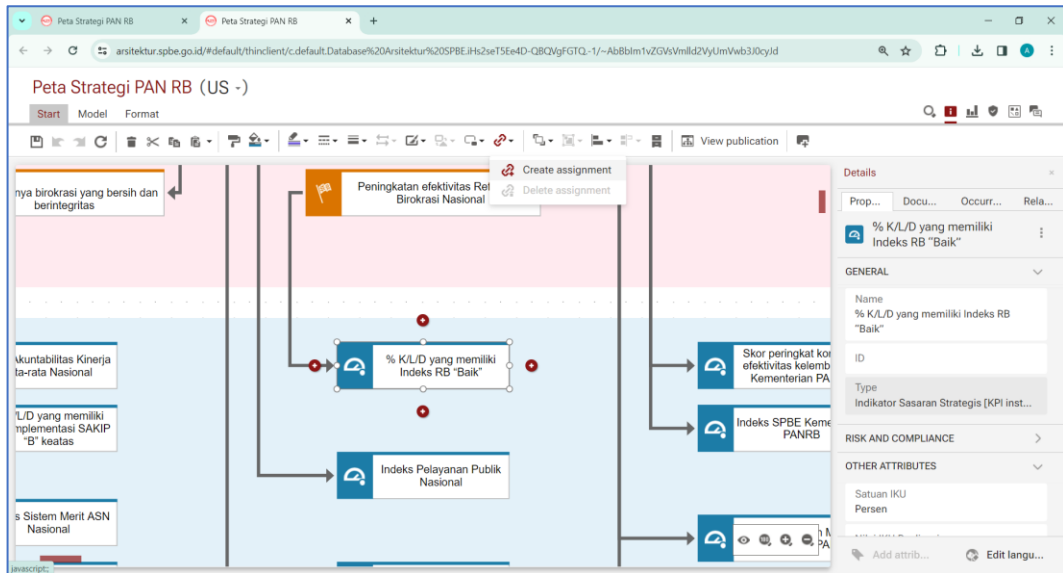 Peta Strategi PAN RB
Peta Strategi PAN RB
arsitektur.spbe.go.id/#default/thinclient/c.default.Database%20Arsitektur%20SPBE.iHs2seT5Ee4D-QBQVgFGTQ.-1/~AbBbIm1vZGVsVmlld2VyUmVwb3J0cyJd
A
Peta Strategi PAN RB (US -)
Start Model Format
View publication
Create assignment
Delete assignment
nya birokrasi yang bersih dan
berintegritas
Peningkatan efektivitas Ref
Birokrasi Nasional
Akuntabilitas Kinerja
ta-rata Nasional
% K/L/D yang memiliki
Indeks RB "Baik"
Skor peringkat kor
efektivitas kelemb
Kementerian PA
/L/D yang memiliki
mplementasi SAKIP
"B" keatas
Indeks SPBE Keme
PANRB
Indeks Pelayanan Publik
Nasional
s Sistem Merit ASN
Nasional
Details
Prop... Docu... Occurr... Rela...
% K/L/D yang memiliki
Indeks RB "Baik"
GENERAL
Name
% K/L/D yang memiliki Indeks RB
"Baik"
ID
Type
Indikator Sasaran Strategis [KPI inst...
RISK AND COMPLIANCE
OTHER ATTRIBUTES
Satuan IKU
Persen
Add attrib... Edit langu...
javascript:;